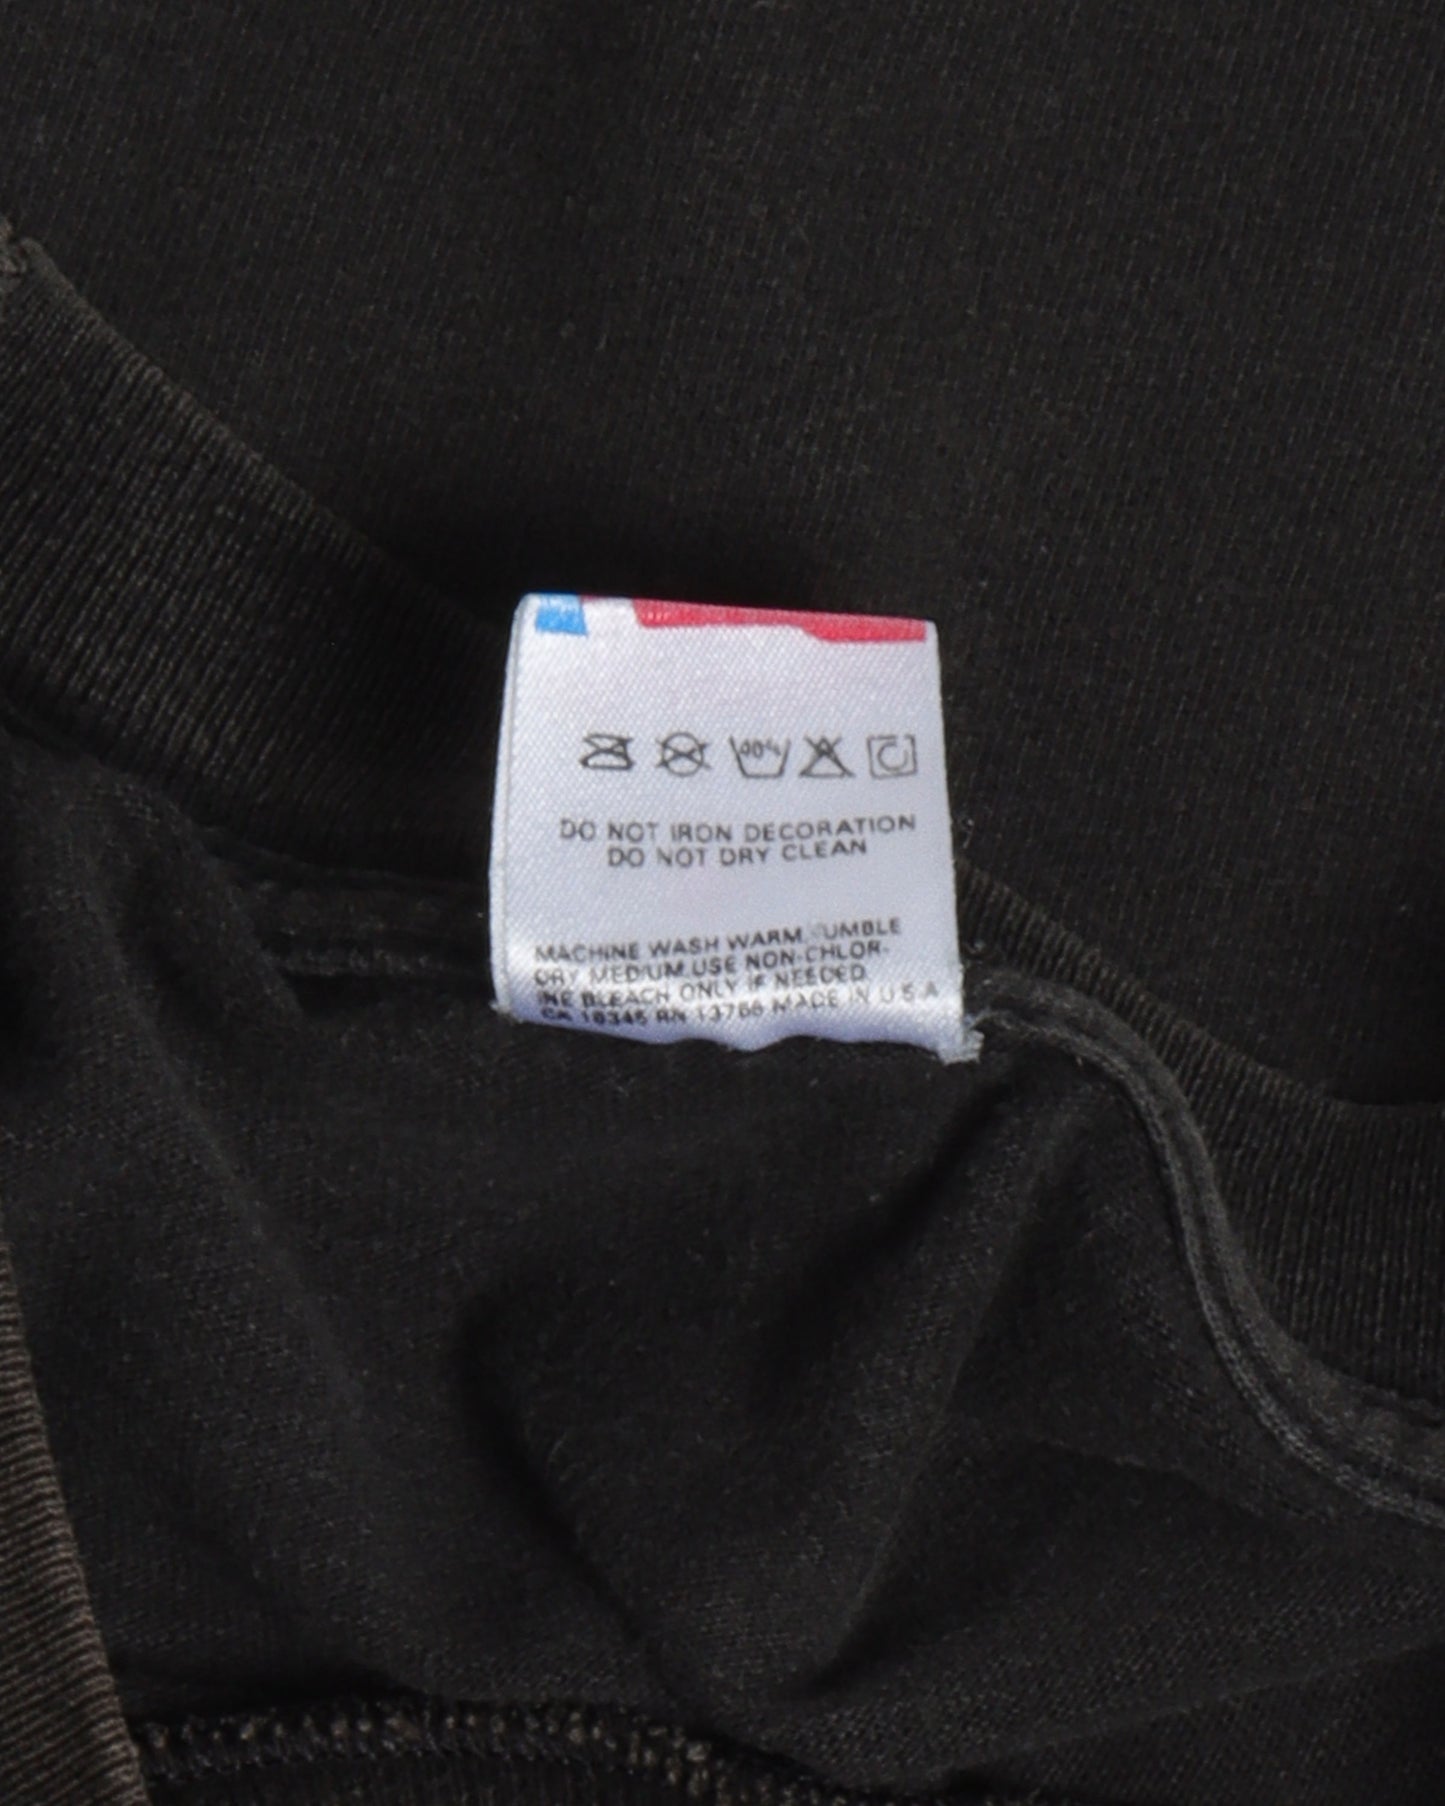 40°c
DO NOT IRON DECORATION
DO NOT DRY CLEAN
MACHINE WASH WARM, TUMBLE
DRY MEDIUM. USE NON-CHLOR-
INE BLEACH ONLY IF NEEDED.
CA RN 13766 MADE IN U S A